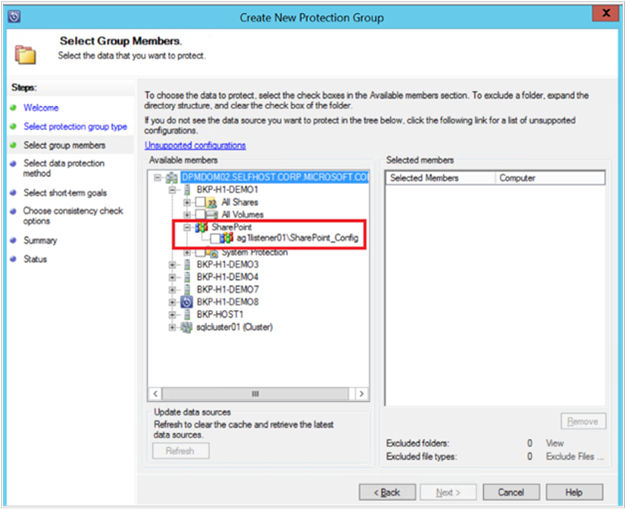 Create New Protection Group
X
Select Group Members.
Select the data that you want to protect.
Steps:
Welcome
Select protection group type
Select group members
Select data protection
method
Select short-term goals
Choose consistency check
options
Summary
Status
To choose the data to protect, select the check boxes in the Available members section. To exclude a folder, expand the
directory structure, and clear the check box of the folder.
If you do not see the data source you want to protect in the tree below, click the following link for a list of unsupported
configurations.
Unsupported configurations
Available members
DPMDOM02.SELFHOST.CORP.MICROSOFT.CO
BKP-H1-DEMO1
All Shares
All Volumes
SharePoint
ag1listener01\SharePoint_Config
System Protection
BKP-H1-DEMO3
BKP-H1-DEMO4
BKP-H1-DEMO7
BKP-H1-DEMO8
BKP-HOST1
sqlcluster01 (Cluster)
Update data sources
Refresh to clear the cache and retrieve the latest
data sources.
Refresh
Selected members
Selected Members Computer
Remove
Excluded folders: 0 View
Excluded file types: 0 Exclude Files ...
< Back Next > Cancel Help